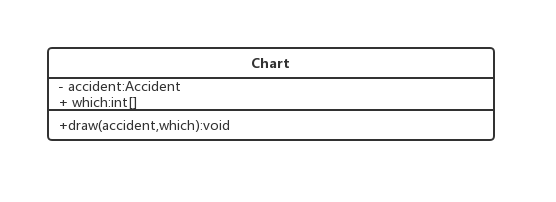 Chart
- accident:Accident
+ which:int[]
+draw(accident,which):void